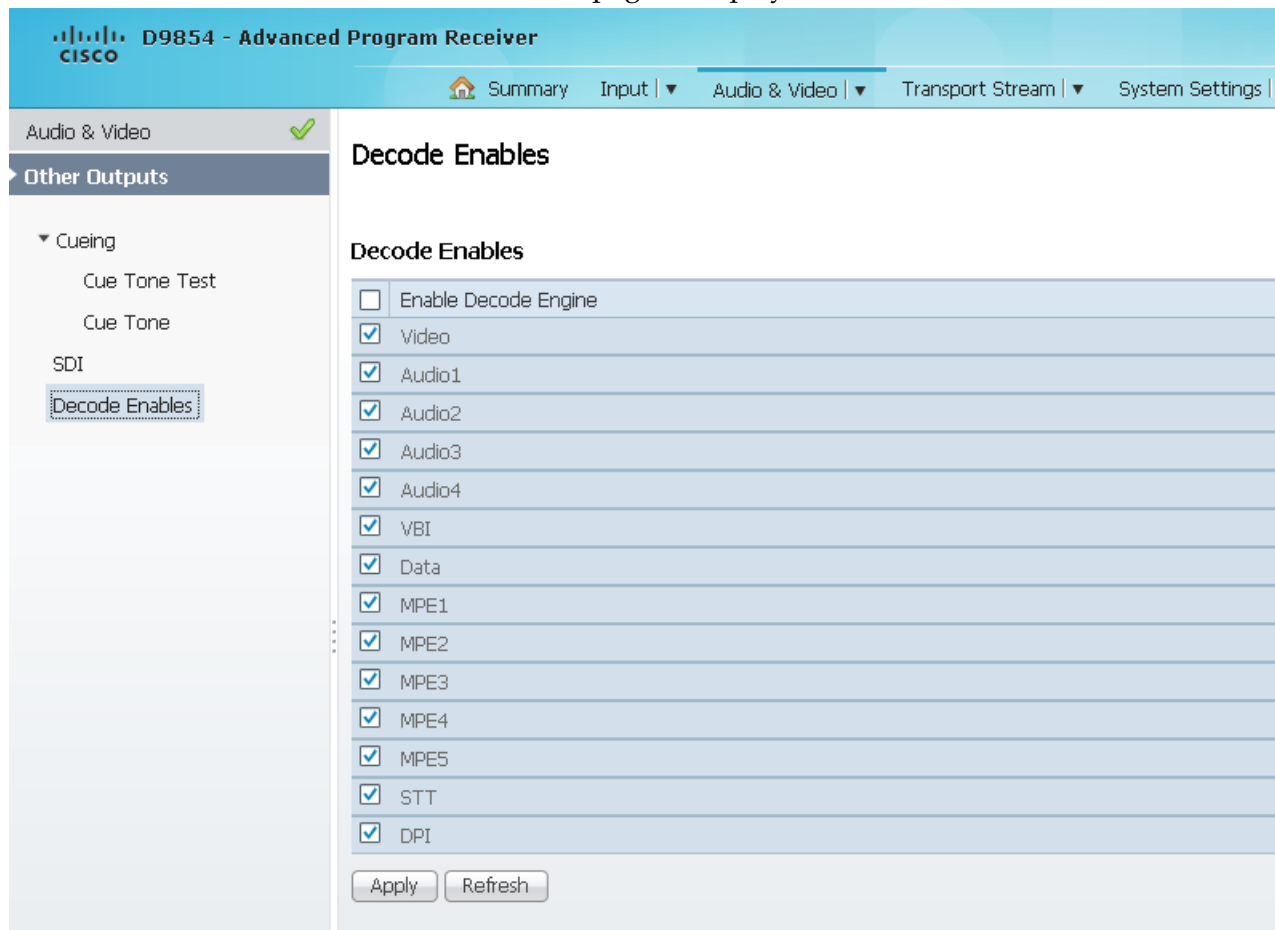 page
CISCO
D9854 - Advanced Program Receiver
Summary Input Audio & Video Transport Stream System Settings
Audio & Video
Other Outputs
Cueing
Cue Tone Test
Cue Tone
SDI
Decode Enables
Decode Enables
Decode Enables
Enable Decode Engine
Video
Audio1
Audio2
Audio3
Audio4
VBI
Data
MPE1
MPE2
MPE3
MPE4
MPE5
STT
DPI
Apply Refresh